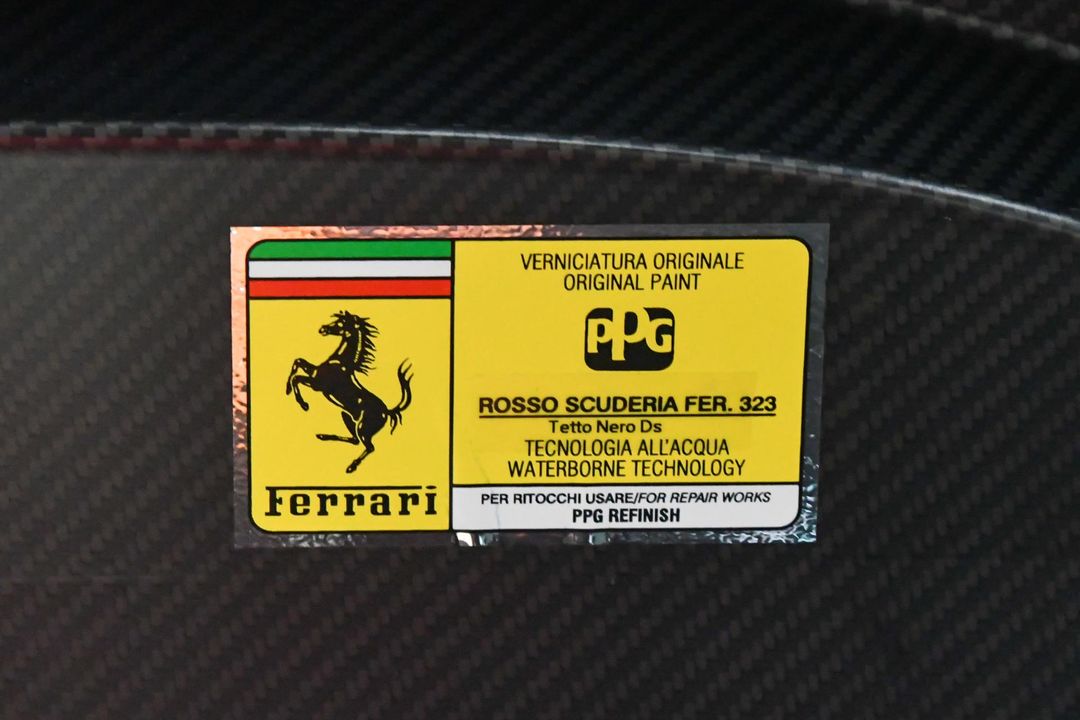 Ferrari
VERNICIATURA ORIGINALE
ORIGINAL PAINT
PPG
ROSSO SCUDERIA FER. 323
Tetto Nero Ds
TECNOLOGIA ALL'ACQUA
WATERBORNE TECHNOLOGY
PER RITOCCHI USARE/FOR REPAIR WORKS
PPG REFINISH